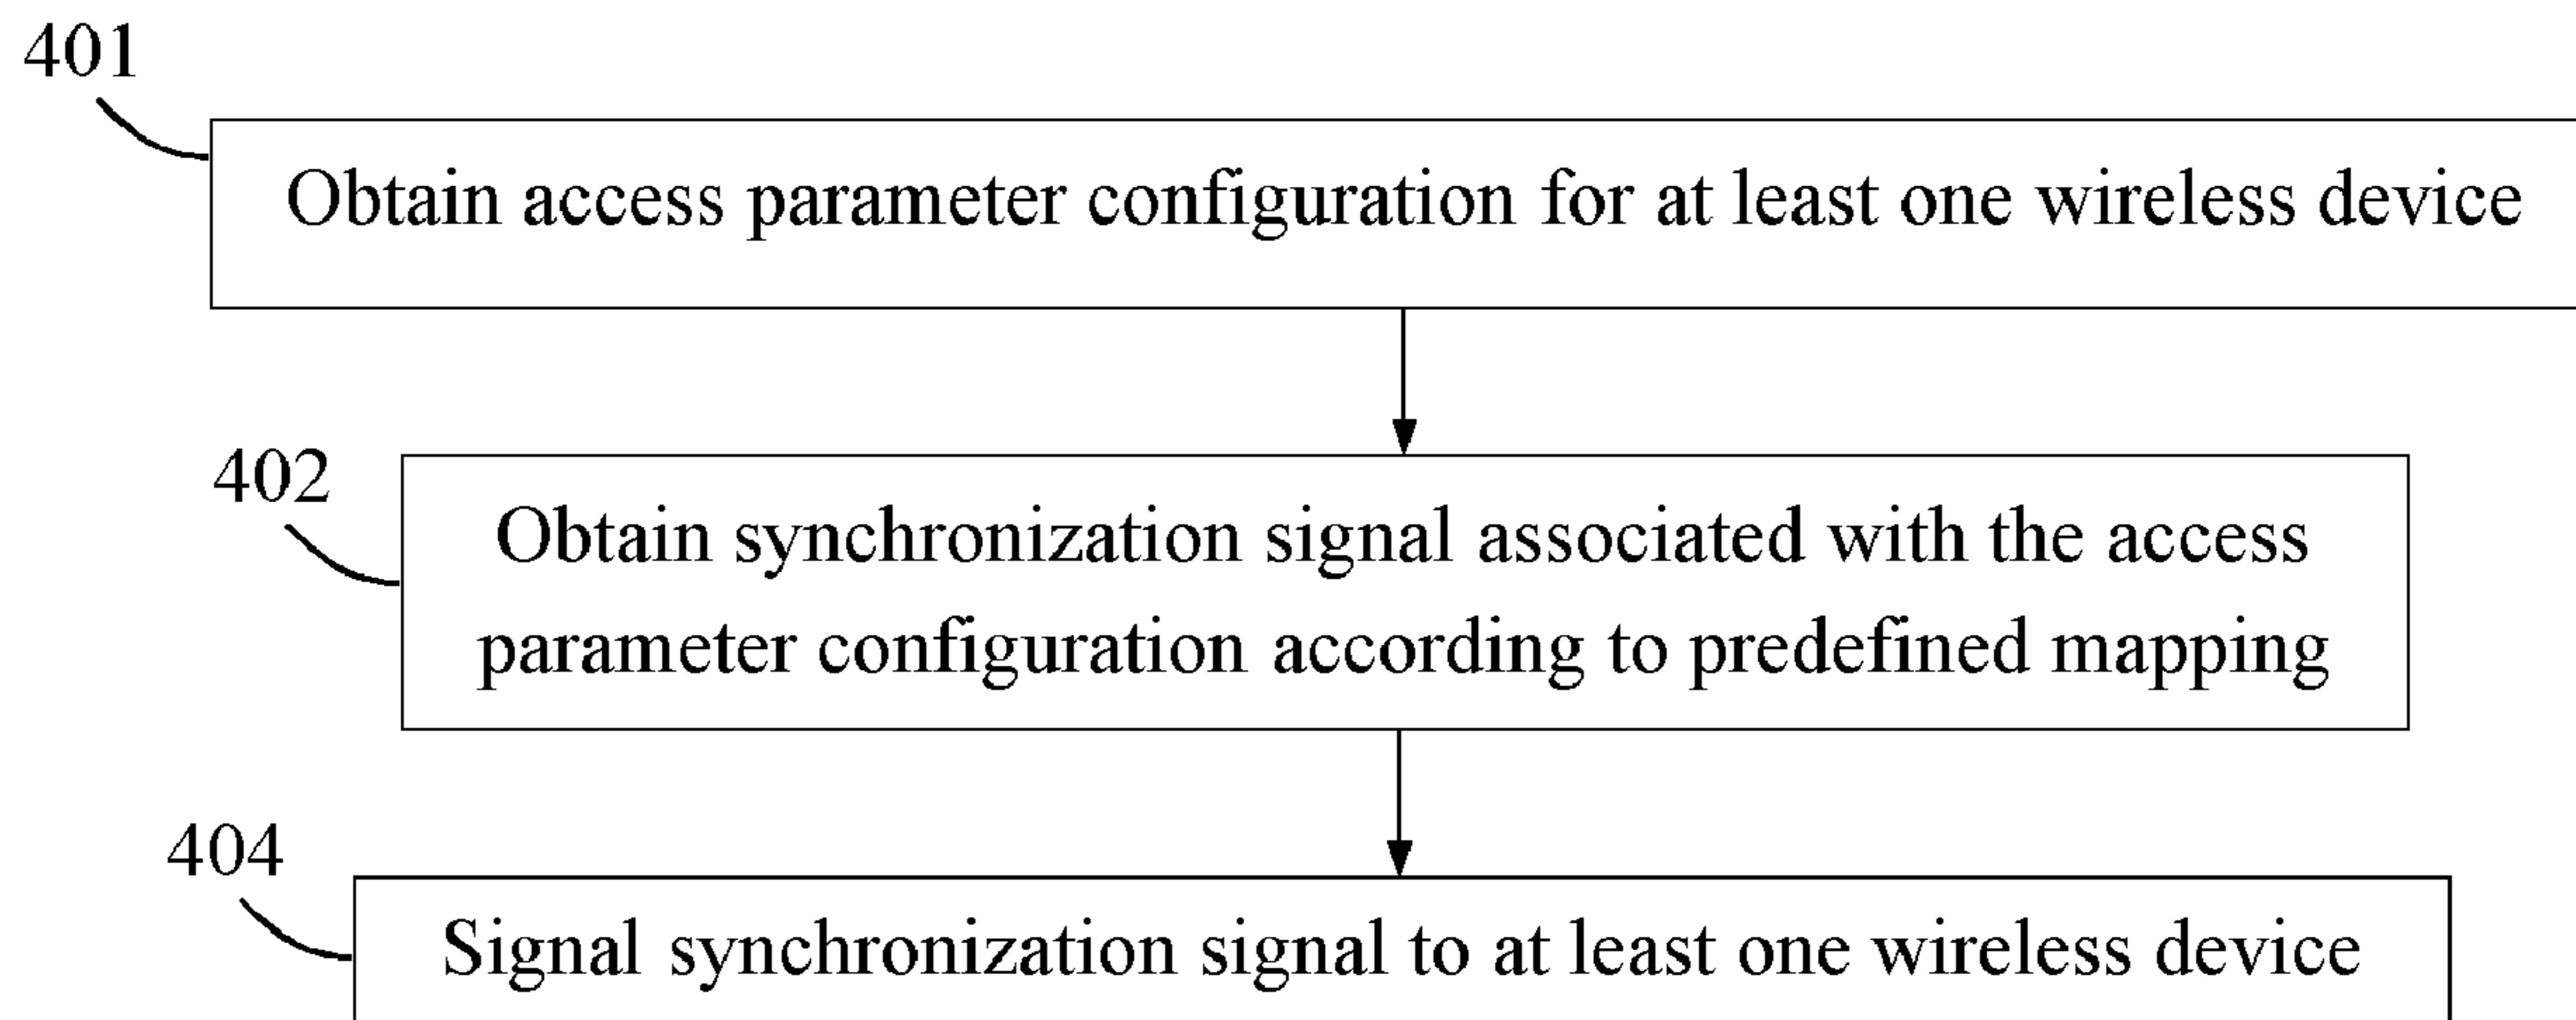 401
Obtain access parameter configuration for at least one wireless device
402
Obtain synchronization signal associated with the access
parameter configuration according to predefined mapping
404
Signal synchronization signal to at least one wireless device